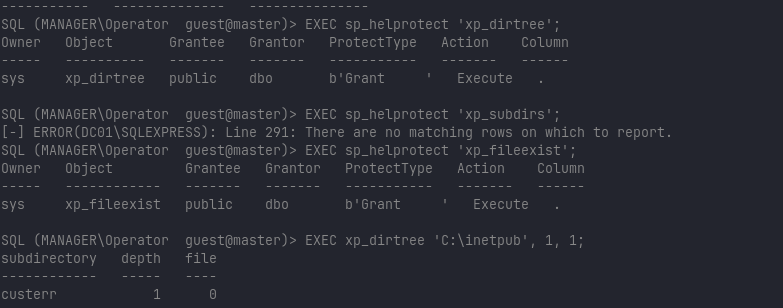 -----------   --------------   ---------------
SQL (MANAGER\Operator  guest@master)> EXEC sp_helprotect 'xp_dirtree';
Owner   Object       Grantee   Grantor   ProtectType   Action    Column
-----   ----------   -------   -------   -----------   -------   ------
sys     xp_dirtree   public    dbo       b'Grant     '   Execute   .
SQL (MANAGER\Operator  guest@master)> EXEC sp_helprotect 'xp_subdirs';
[-] ERROR(DC01\SQLEXPRESS): Line 291: There are no matching rows on which to report.
SQL (MANAGER\Operator  guest@master)> EXEC sp_helprotect 'xp_fileexist';
Owner   Object         Grantee   Grantor   ProtectType   Action    Column
-----   ------------   -------   -------   -----------   -------   ------
sys     xp_fileexist   public    dbo       b'Grant     '   Execute   .
SQL (MANAGER\Operator  guest@master)> EXEC xp_dirtree 'C:\inetpub', 1, 1;
subdirectory   depth   file
------------   -----   ----
custerr            1      0